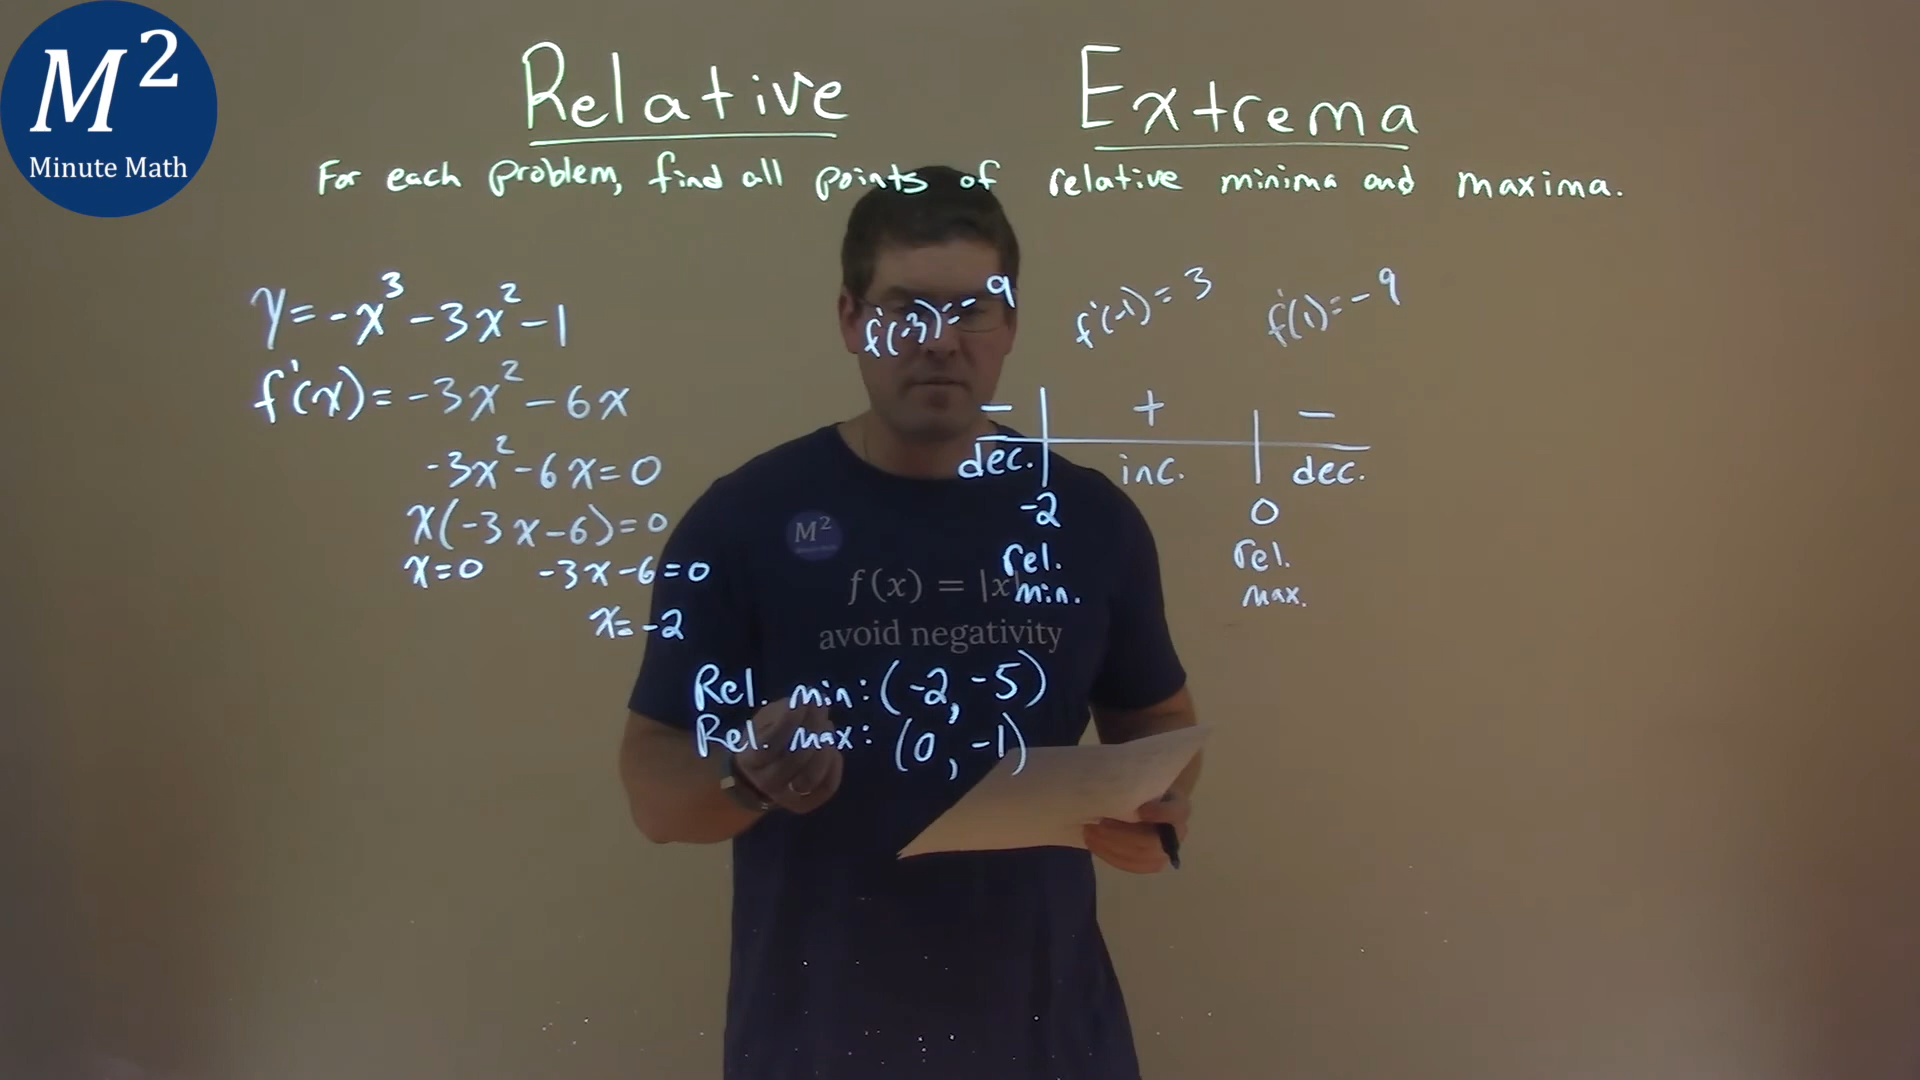 M²
Minute Math
Relative Extrema
For each problem, find all points of relative minima and maxima.
y=-x³-3x²-1
f'(x)=-3x²-6x
-3x²-6x=0
x(-3x-6)=0
x=0 -3x-6=0
x=-2
f'(-3)=-9 f'(-1)=3 f'(1)=-9
- + -
dec. inc. dec.
-2 0
rel. rel.
min. max.
M²
Minute Math
f(x) = |x|
avoid negativity
Rel. min: (-2, -5)
Rel. max: (0, -1)